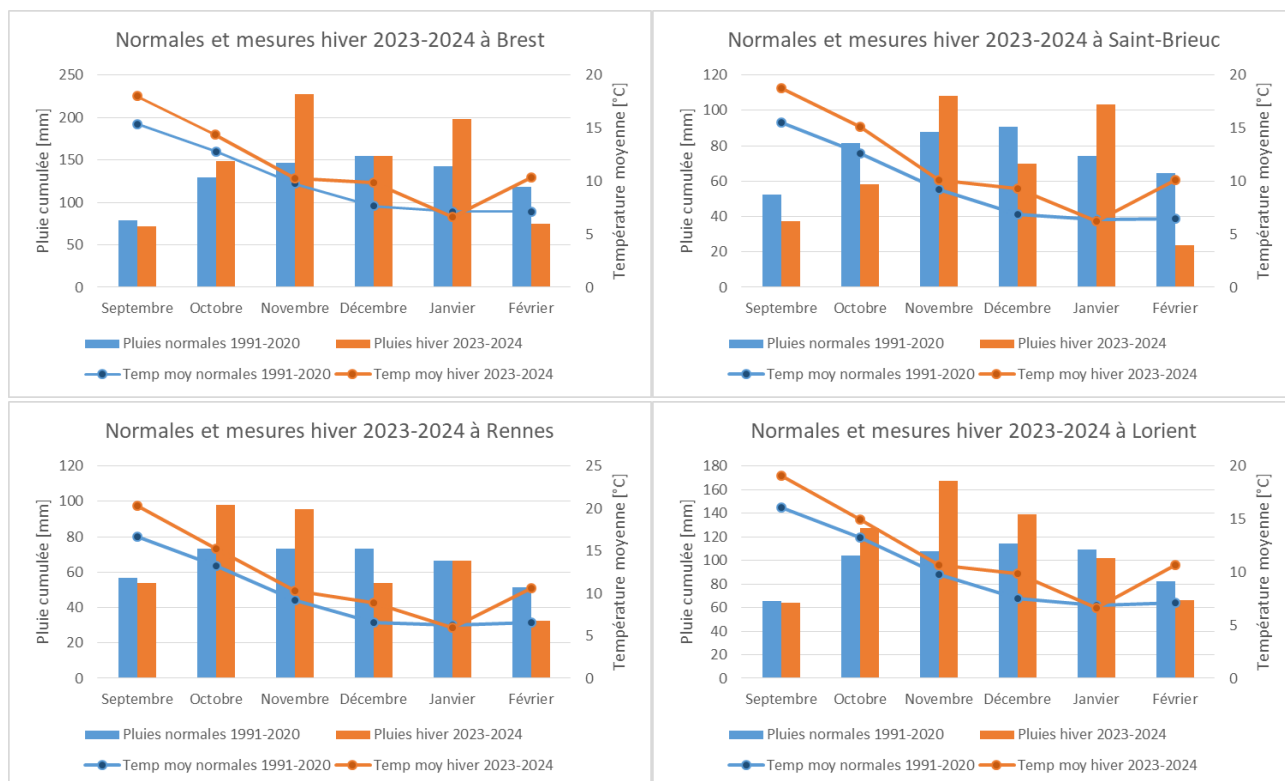 Normales et mesures hiver 2023-2024 à Brest
Pluie cumulée [mm]
250
200
150
100
50
0
Température moyenne [°C]
20
15
10
5
0
Septembre Octobre Novembre Décembre Janvier Février
Pluies normales 1991-2020 Pluies hiver 2023-2024
Temp moy normales 1991-2020 Temp moy hiver 2023-2024
Normales et mesures hiver 2023-2024 à Saint-Brieuc
Pluie cumulée [mm]
120
100
80
60
40
20
0
Température moyenne [°C]
20
15
10
5
0
Septembre Octobre Novembre Décembre Janvier Février
Pluies normales 1991-2020 Pluies hiver 2023-2024
Temp moy normales 1991-2020 Temp moy hiver 2023-2024
Normales et mesures hiver 2023-2024 à Rennes
Pluie cumulée [mm]
120
100
80
60
40
20
0
Température moyenne [°C]
25
20
15
10
5
0
Septembre Octobre Novembre Décembre Janvier Février
Pluies normales 1991-2020 Pluies hiver 2023-2024
Temp moy normales 1991-2020 Temp moy hiver 2023-2024
Normales et mesures hiver 2023-2024 à Lorient
Pluie cumulée [mm]
180
160
140
120
100
80
60
40
20
0
Température moyenne [°C]
20
15
10
5
0
Septembre Octobre Novembre Décembre Janvier Février
Pluies normales 1991-2020 Pluies hiver 2023-2024
Temp moy normales 1991-2020 Temp moy hiver 2023-2024